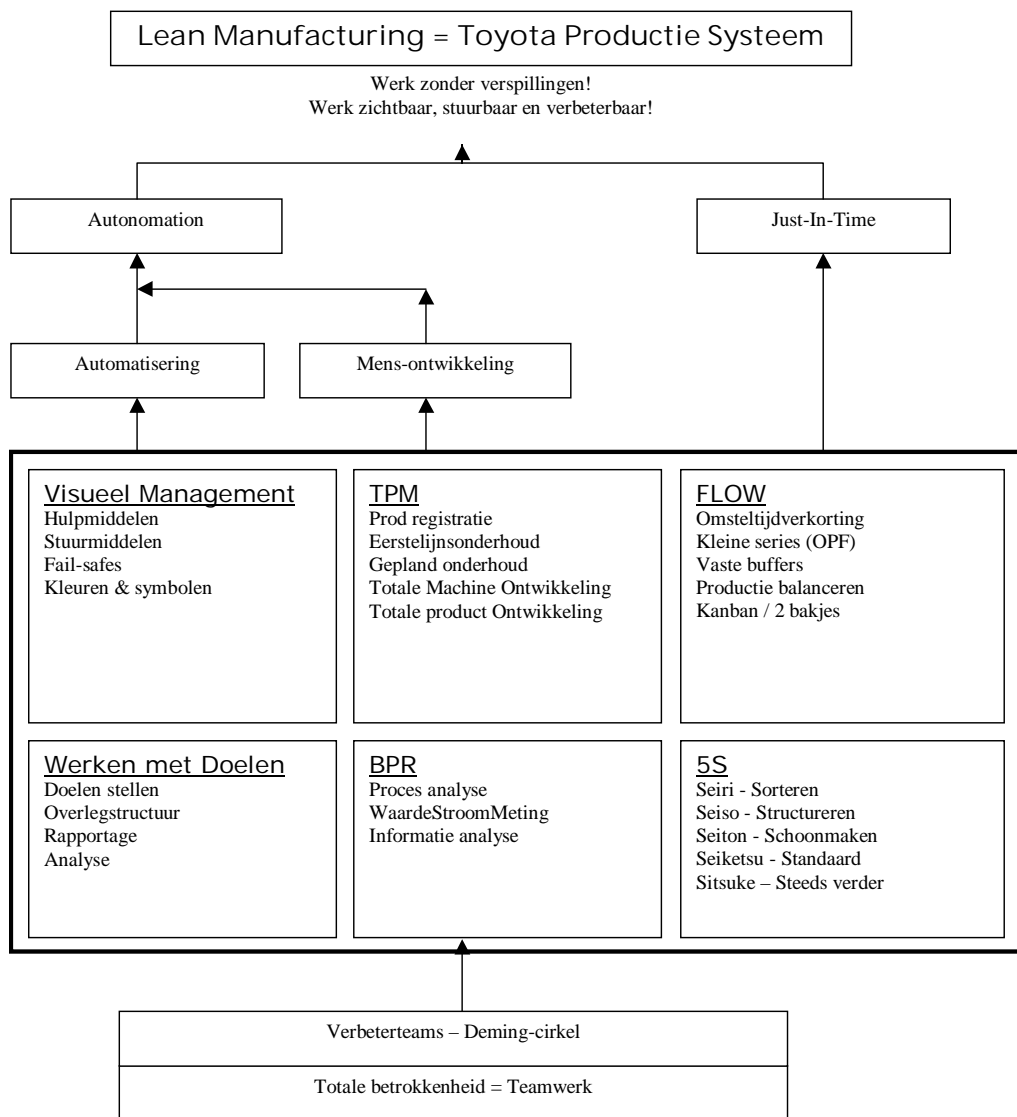 Lean Manufacturing = Toyota Productie Systeem
Werk zonder verspillingen!
Werk zichtbaar, stuurbaar en verbeterbaar!
Autonomation
Just-In-Time
Automatisering
Mens-ontwikkeling
Visueel Management
Hulpmiddelen
Stuurmiddelen
Fail-safes
Kleuren & symbolen
TPM
Prod registratie
Eerstelijnsonderhoud
Gepland onderhoud
Totale Machine Ontwikkeling
Totale product Ontwikkeling
FLOW
Omsteltijdverkorting
Kleine series (OPF)
Vaste buffers
Productie balanceren
Kanban / 2 bakjes
Werken met Doelen
Doelen stellen
Overlegstructuur
Rapportage
Analyse
BPR
Proces analyse
WaardeStroomMeting
Informatie analyse
5S
Seiri - Sorteren
Seiso - Structureren
Seiton - Schoonmaken
Seiketsu - Standaard
Sitsuke – Steeds verder
Verbeterteams – Deming-cirkel
Totale betrokkenheid = Teamwerk